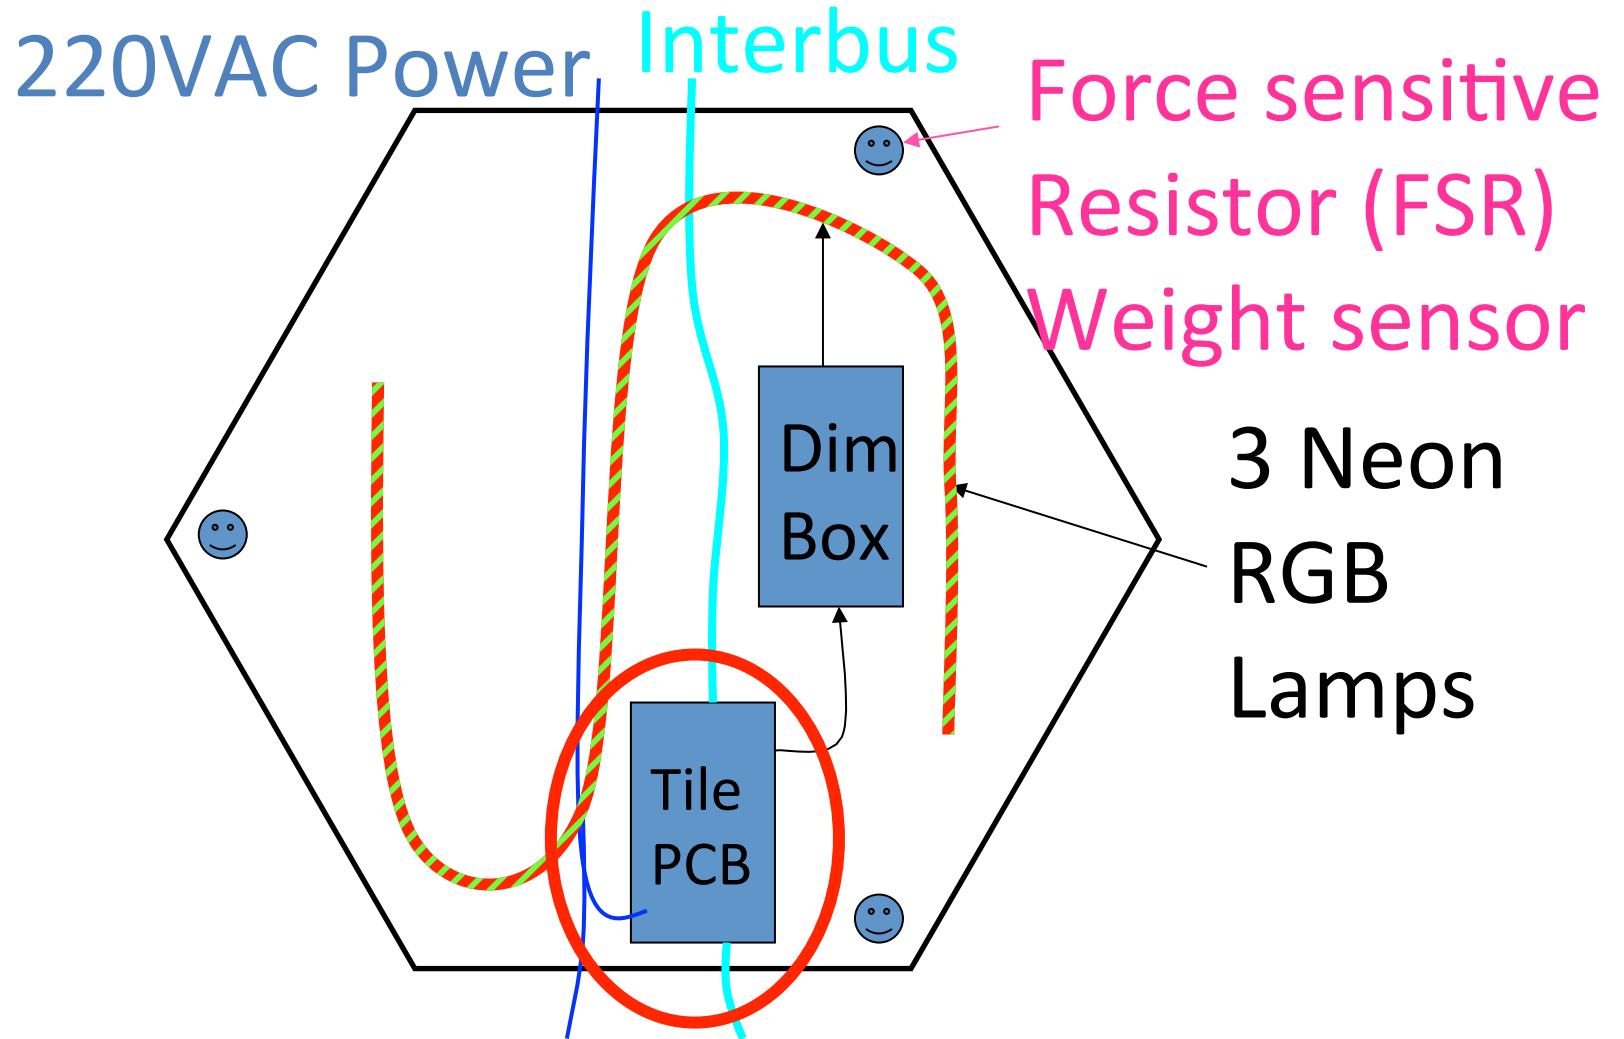 220VAC Power
Interbus
Force sensitive
Resistor (FSR)
Weight sensor
Dim
Box
3 Neon
RGB
Lamps
Tile
PCB